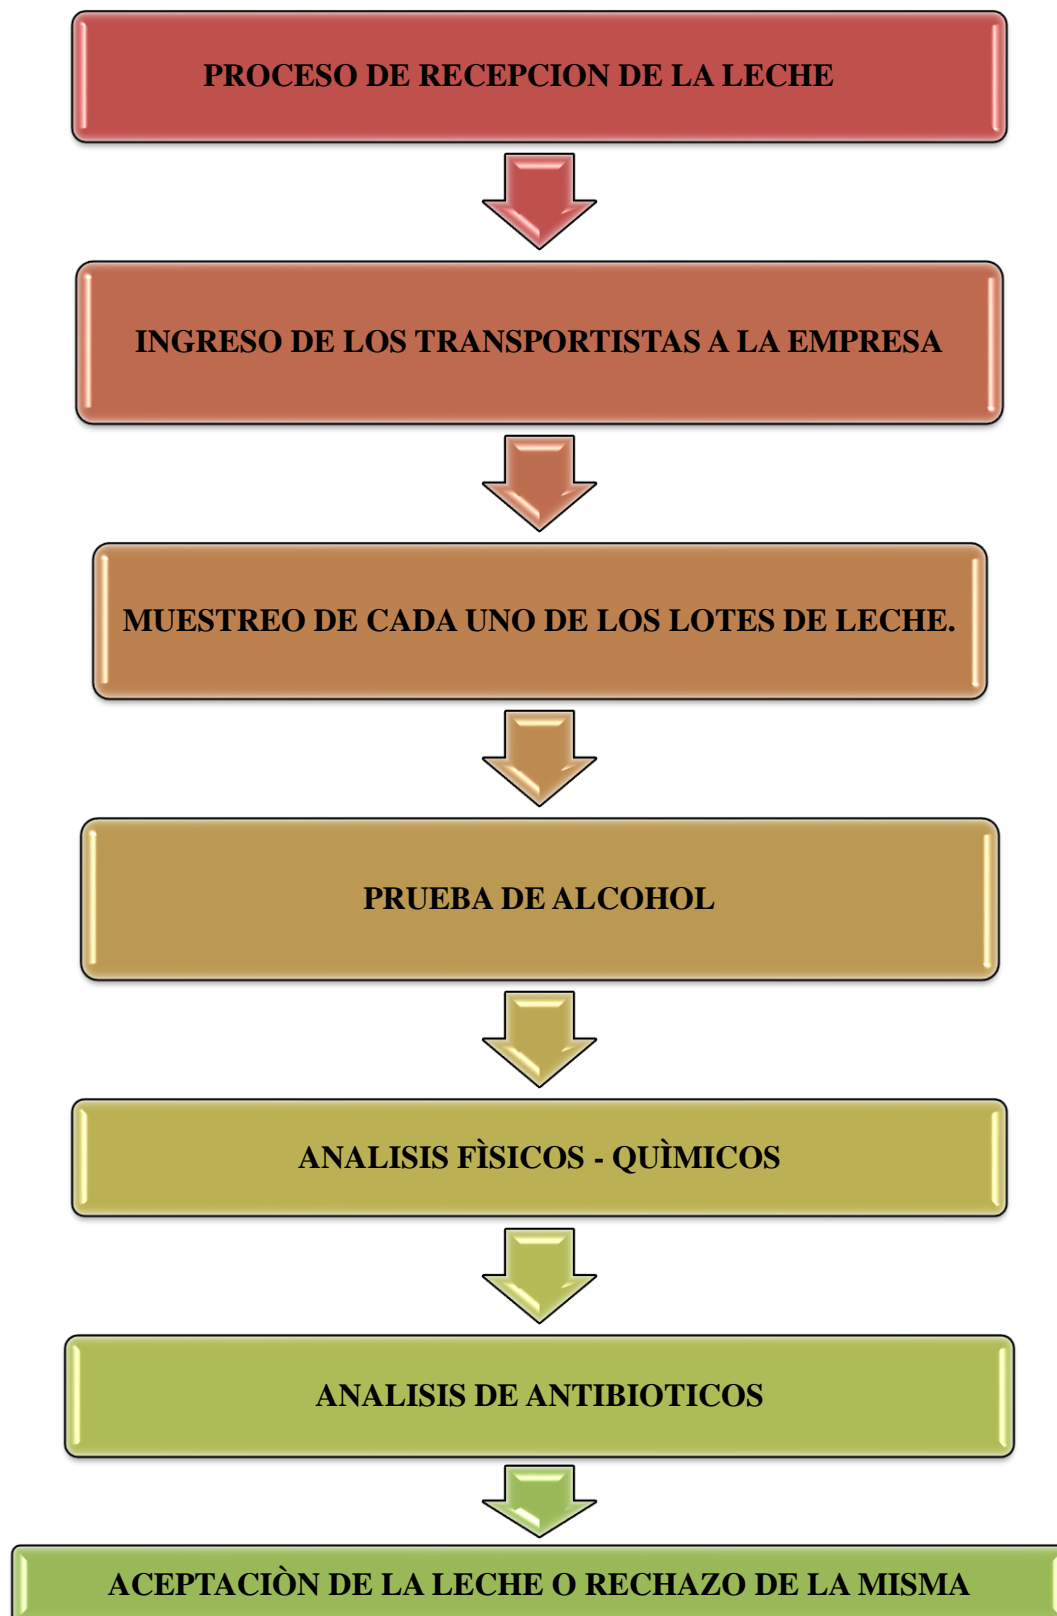 PROCESO DE RECEPCION DE LA LECHE
INGRESO DE LOS TRANSPORTISTAS A LA EMPRESA
MUESTREO DE CADA UNO DE LOS LOTES DE LECHE.
PRUEBA DE ALCOHOL
ANALISIS FÌSICOS - QUÌMICOS
ANALISIS DE ANTIBIOTICOS
ACEPTACIÒN DE LA LECHE O RECHAZO DE LA MISMA